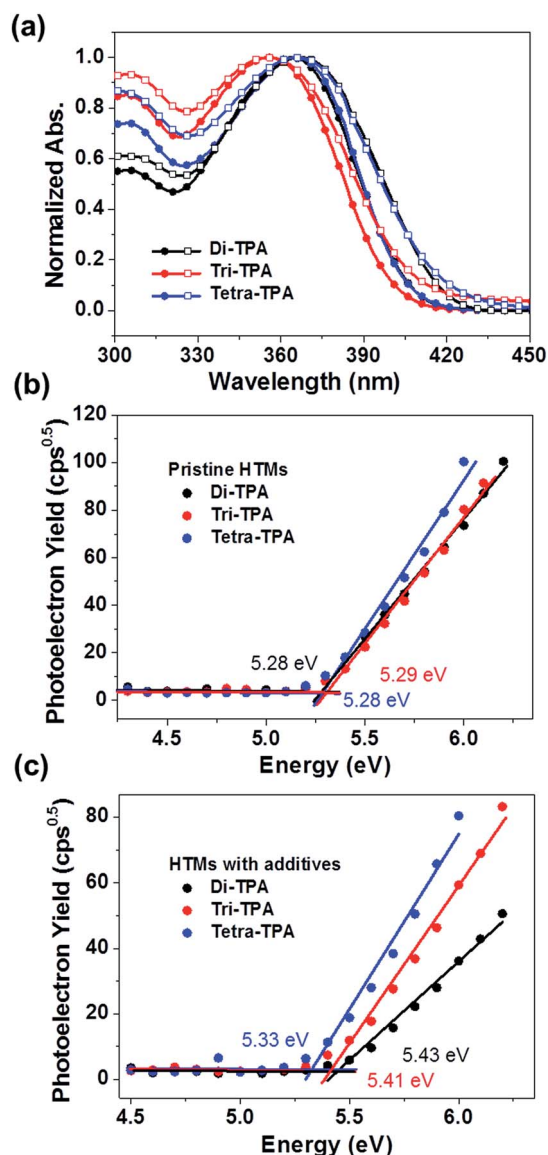 (a)
Normalized Abs.
1.0
0.8
0.6
0.4
0.2
0.0
Di-TPA
Tri-TPA
Tetra-TPA
300 330 360 390 420 450
Wavelength (nm)
(b)
Photoelectron Yield (cps^0.5)
120
100
80
60
40
20
0
Pristine HTMs
Di-TPA
Tri-TPA
Tetra-TPA
5.28 eV
5.29 eV
5.28 eV
4.5 5.0 5.5 6.0
Energy (eV)
(c)
Photoelectron Yield (cps^0.5)
80
60
40
20
0
HTMs with additives
Di-TPA
Tri-TPA
Tetra-TPA
5.33 eV
5.43 eV
5.41 eV
4.5 5.0 5.5 6.0
Energy (eV)